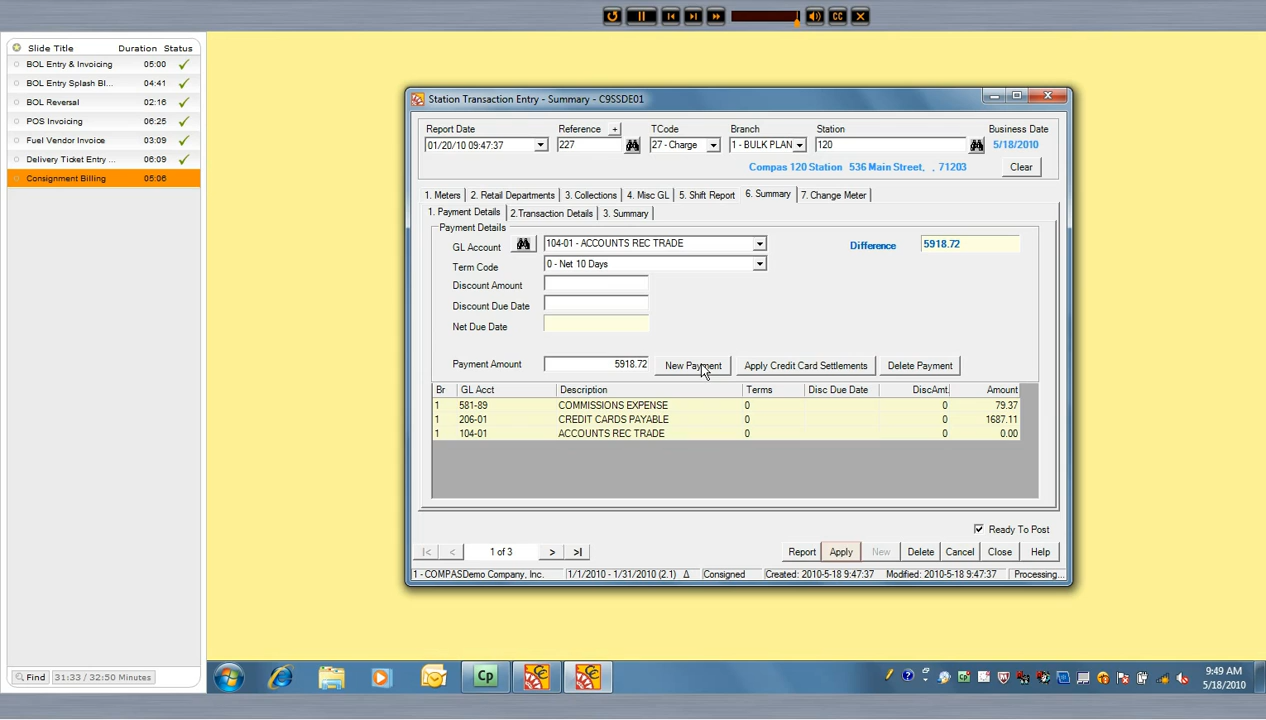 CC
Slide Title Duration Status
BOL Entry & Invoicing 05:00
BOL Entry Splash Bl... 04:41
BOL Reversal 02:16
POS Invoicing 06:25
Fuel Vendor Invoice 03:09
Delivery Ticket Entry ... 06:09
Consignment Billing 05:06
Station Transaction Entry - Summary - C9SSDE01
Report Date Reference + TCode Branch Station Business Date
01/20/10 09:47:37 227 27 - Charge 1 - BULK PLAN 120 5/18/2010
Compas 120 Station 536 Main Street, , 71203 Clear
1. Meters 2. Retail Departments 3. Collections 4. Misc GL 5. Shift Report 6. Summary 7. Change Meter
1. Payment Details 2.Transaction Details 3. Summary
Payment Details
GL Account 104-01 - ACCOUNTS REC TRADE Difference 5918.72
Term Code 0 - Net 10 Days
Discount Amount
Discount Due Date
Net Due Date
Payment Amount 5918.72 New Payment Apply Credit Card Settlements Delete Payment
Br GL Acct Description Terms Disc Due Date DiscAmt. Amount
1 581-89 COMMISSIONS EXPENSE 0 0 79.37
1 206-01 CREDIT CARDS PAYABLE 0 0 1687.11
1 104-01 ACCOUNTS REC TRADE 0 0 0.00
Ready To Post
1 of 3 Report Apply New Delete Cancel Close Help
1 - COMPASDemo Company, Inc. 1/1/2010 - 1/31/2010 (2.1) Δ Consigned Created: 2010-5-18 9:47:37 Modified: 2010-5-18 9:47:37 Processing...
Find 31:33 / 32:50 Minutes
Cp
9:49 AM
5/18/2010